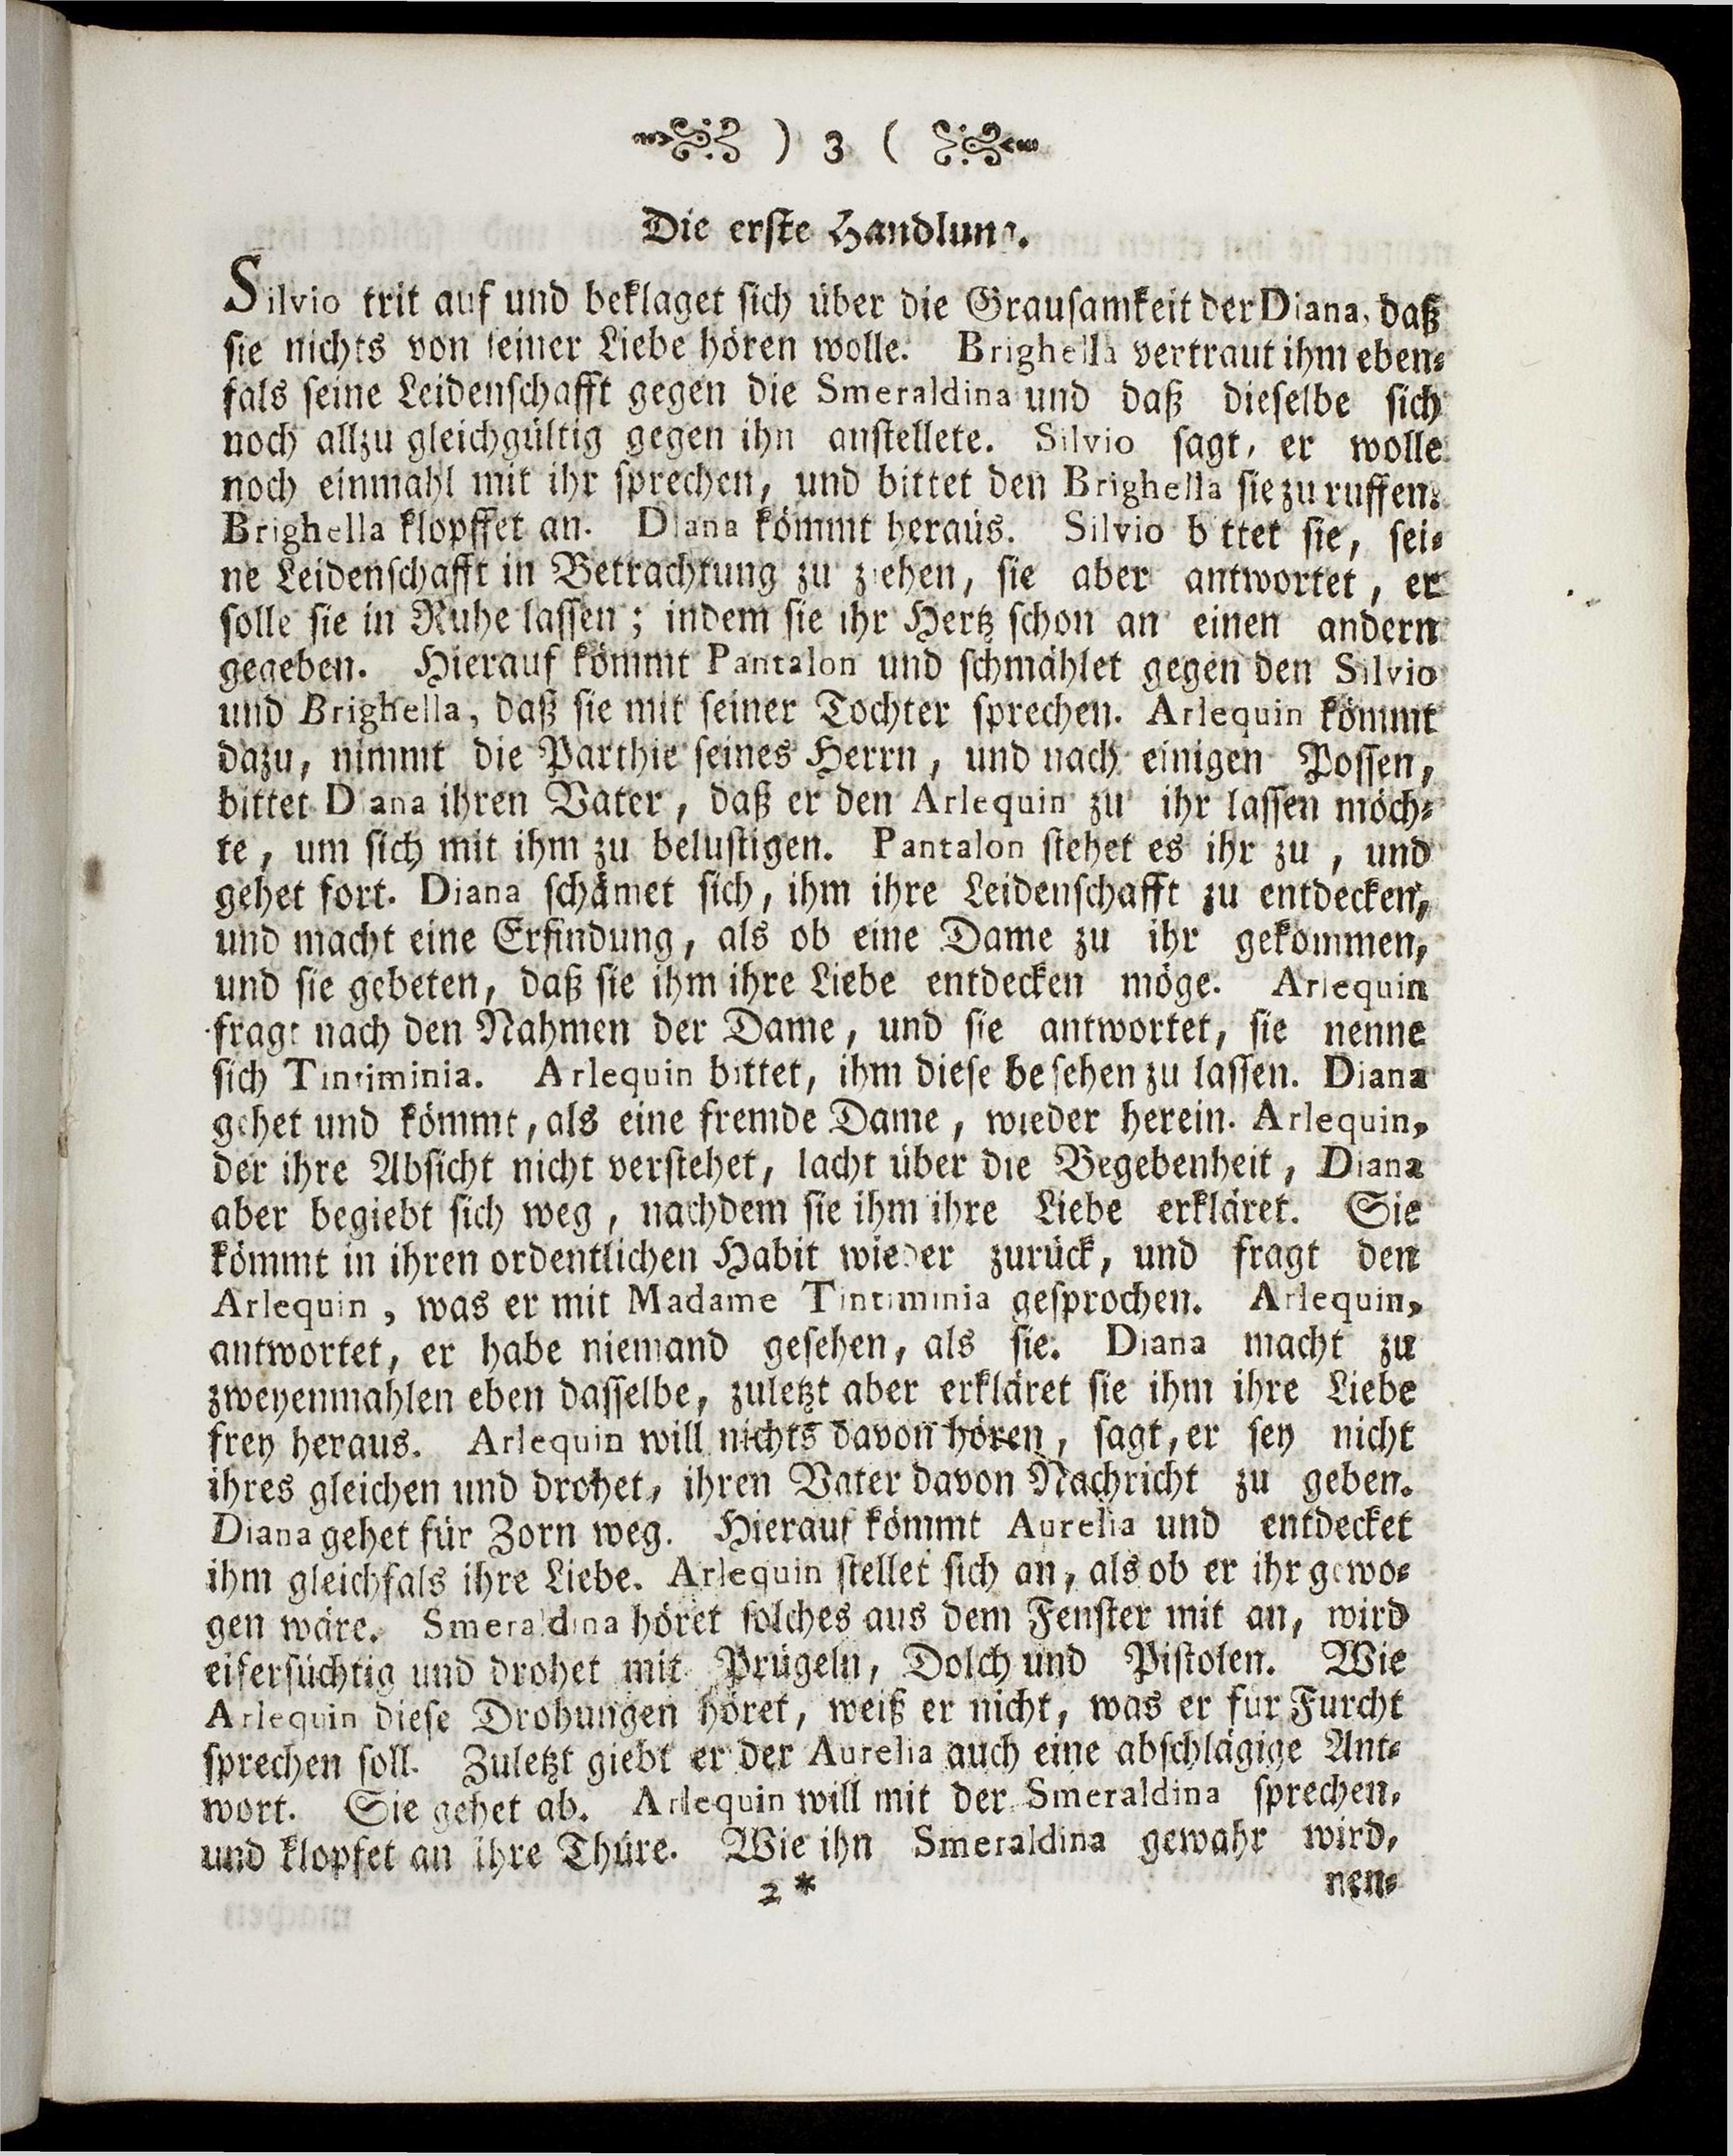 ) 3 (
Die erste Handlung.
Silvio trit auf und beklaget sich über die Grausamkeit der Diana, daß
sie nichts von seiner Liebe hören wolle. Brighella vertraut ihm eben⸗
fals seine Leidenschafft gegen die Smeraldina und daß dieselbe sich
noch allzu gleichgültig gegen ihn anstellete. Silvio sagt, er wolle
noch einmahl mit ihr sprechen, und bittet den Brighella sie zu ruffen.
Brighella klopffet an. Diana kömmt heraus. Silvio bittet sie, sei⸗
ne Leidenschafft in Betrachtung zu ziehen, sie aber antwortet, er
solle sie in Ruhe lassen; indem sie ihr Hertz schon an einen andern
gegeben. Hierauf kömmt Pantalon und schmählet gegen den Silvio
und Brighella, daß sie mit seiner Tochter sprechen. Arlequin kömmt
dazu, nimmt die Parthie seines Herrn, und nach einigen Possen,
bittet Diana ihren Vater, daß er den Arlequin zu ihr lassen möch⸗
te, um sich mit ihm zu belustigen. Pantalon stehet es ihr zu, und
gehet fort. Diana schämet sich, ihm ihre Leidenschafft zu entdecken,
und macht eine Erfindung, als ob eine Dame zu ihr gekommen,
und sie gebeten, daß sie ihm ihre Liebe entdecken möge. Arlequin
fragt nach den Nahmen der Dame, und sie antwortet, sie nenne
sich Tintiminia. Arlequin bittet, ihm diese besehen zu lassen. Diana
gehet und kömmt, als eine fremde Dame, wieder herein. Arlequin,
der ihre Absicht nicht verstehet, lacht über die Begebenheit, Diana
aber begiebt sich weg, nachdem sie ihm ihre Liebe erkläret. Sie
kömmt in ihren ordentlichen Habit wieder zurück, und fragt den
Arlequin, was er mit Madame Tintiminia gesprochen. Arlequin,
antwortet, er habe niemand gesehen, als sie. Diana macht zu
zweyenmahlen eben dasselbe, zuletzt aber erkläret sie ihm ihre Liebe
frey heraus. Arlequin will nichts davon hören, sagt, er sey nicht
ihres gleichen und drohet, ihren Vater davon Nachricht zu geben.
Diana gehet für Zorn weg. Hierauf kömmt Aurelia und entdecket
ihm gleichfals ihre Liebe. Arlequin stellet sich an, als ob er ihr gewo⸗
gen wäre. Smeraldina höret solches aus dem Fenster mit an, wird
eifersüchtig und drohet mit Prügeln, Dolch und Pistolen. Wie
Arlequin diese Drohungen höret, weiß er nicht, was er für Furcht
sprechen soll. Zuletzt giebt er der Aurelia auch eine abschlägige Ant⸗
wort. Sie gehet ab. Arlequin will mit der Smeraldina sprechen,
und klopfet an ihre Thüre. Wie ihn Smeraldina gewahr wird,
2* nen⸗